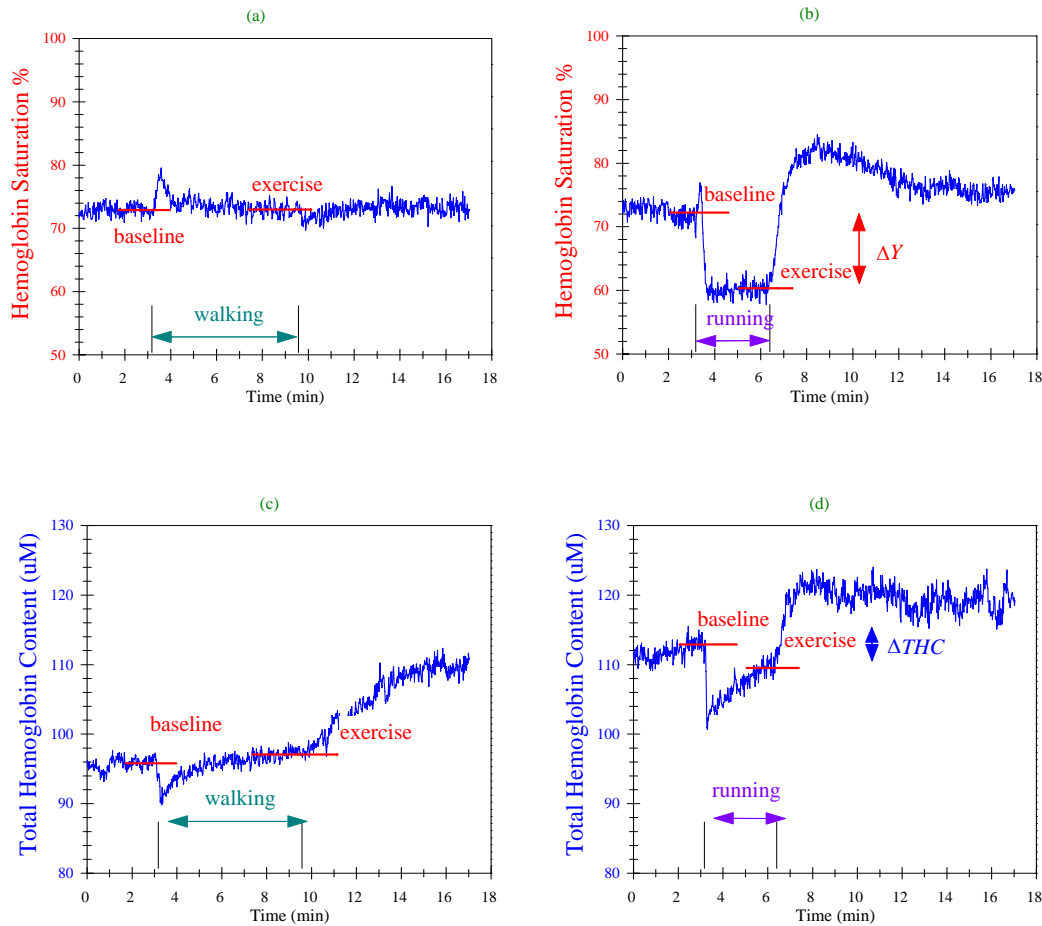 (a)
Hemoglobin Saturation %
100
90
80
70
60
50
baseline
exercise
walking
0 2 4 6 8 10 12 14 16 18
Time (min)
(b)
Hemoglobin Saturation %
100
90
80
70
60
50
baseline
exercise
ΔY
running
0 2 4 6 8 10 12 14 16 18
Time (min)
(c)
Total Hemoglobin Content (uM)
130
120
110
100
90
80
baseline
exercise
walking
0 2 4 6 8 10 12 14 16 18
Time (min)
(d)
Total Hemoglobin Content (uM)
130
120
110
100
90
80
baseline
exercise
ΔTHC
running
0 2 4 6 8 10 12 14 16 18
Time (min)